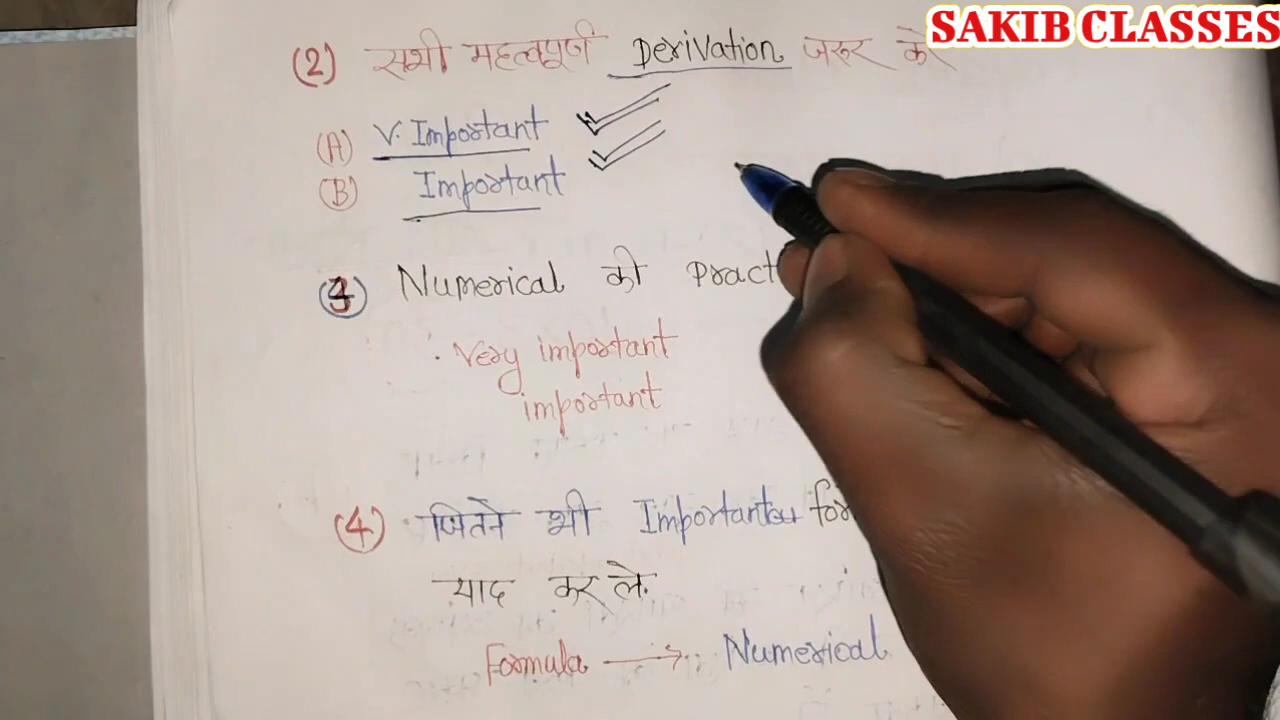 SAKIB CLASSES
(2) सभी महत्वपूर्ण Derivation जरूर करे
(A) V. Important
(B) Important
(3) Numerical की Pract
Very important
important
(4) जितने भी Important for
याद कर ले.
Formula → Numerical